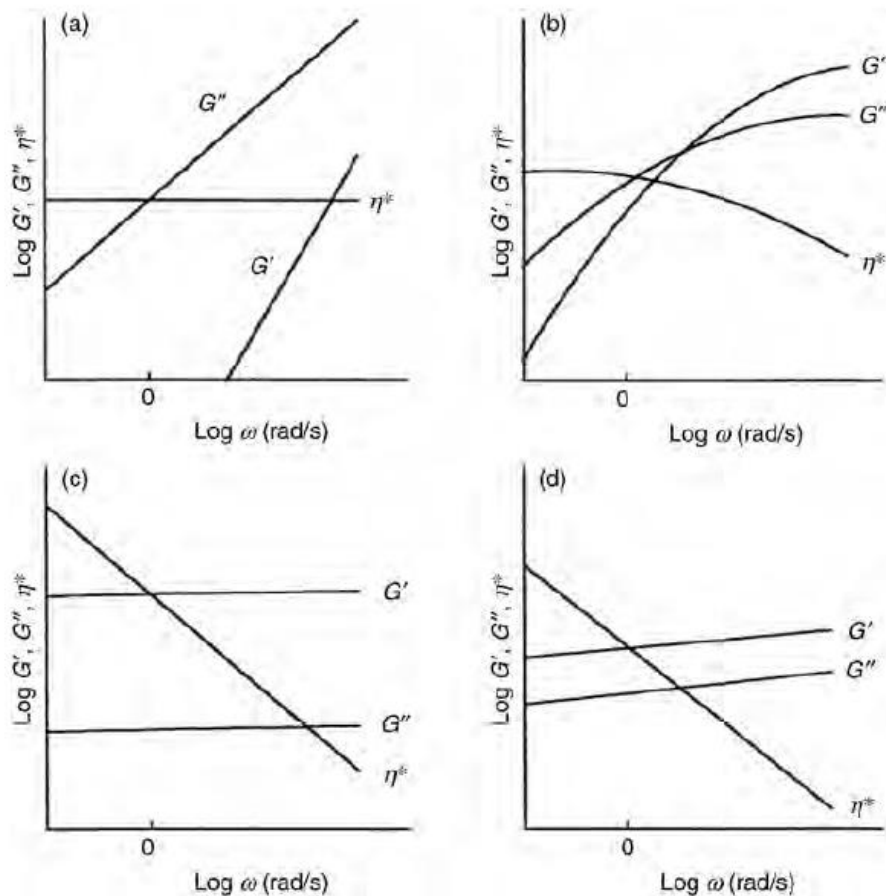 (a)
Log G′, G″, η*
G″
G′
η*
0
Log ω (rad/s)
(b)
Log G′, G″, η*
G′
G″
η*
0
Log ω (rad/s)
(c)
Log G′, G″, η*
G′
G″
η*
0
Log ω (rad/s)
(d)
Log G′, G″, η*
G′
G″
η*
0
Log ω (rad/s)